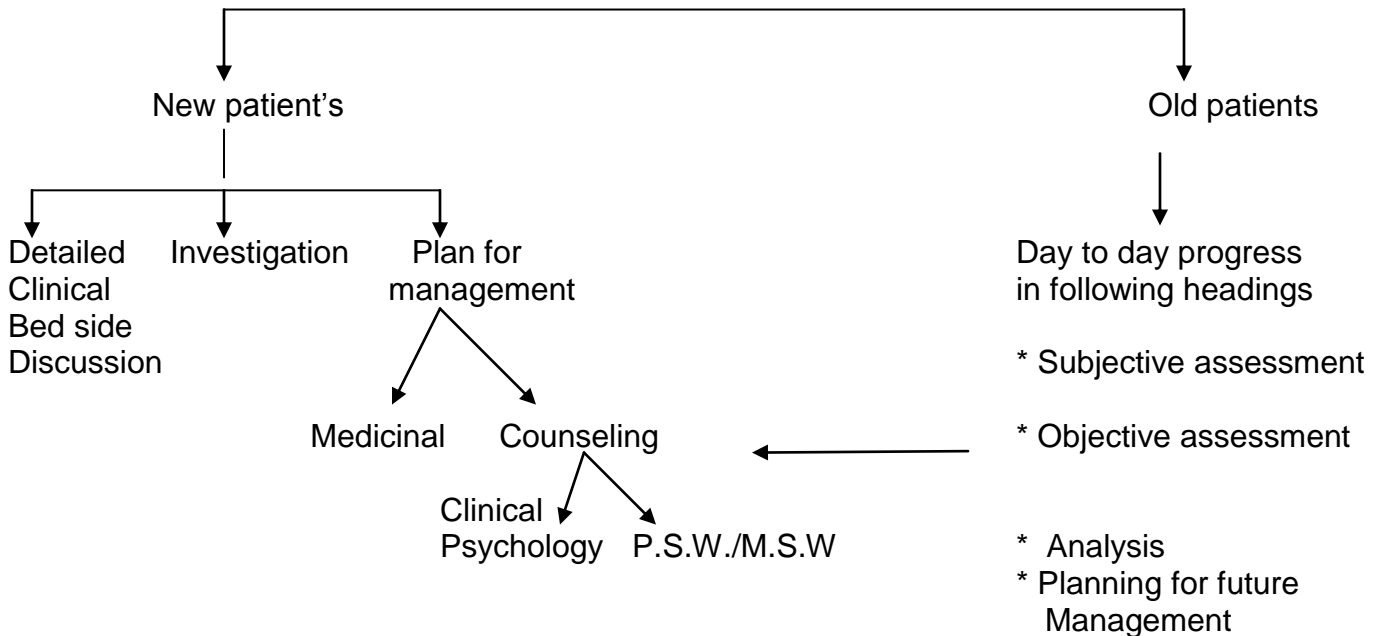 New patient’s
Old patients
Detailed
Clinical
Bed side
Discussion
Investigation
Plan for
management
Medicinal
Counseling
Clinical
Psychology
P.S.W./M.S.W
Day to day progress
in following headings
* Subjective assessment
* Objective assessment
* Analysis
* Planning for future
Management